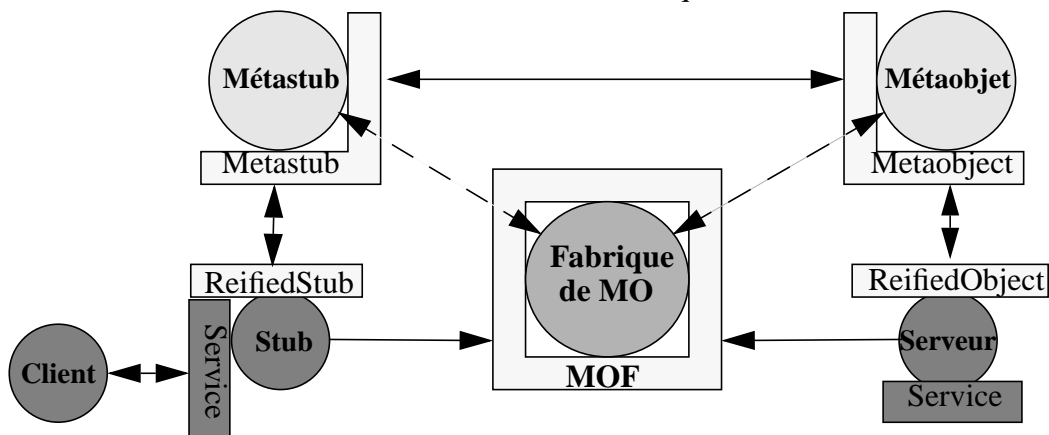 Métastub
Métaobjet
Metastub
Metaobject
Fabrique
de MO
ReifiedStub
ReifiedObject
Service
Stub
Serveur
Client
MOF
Service